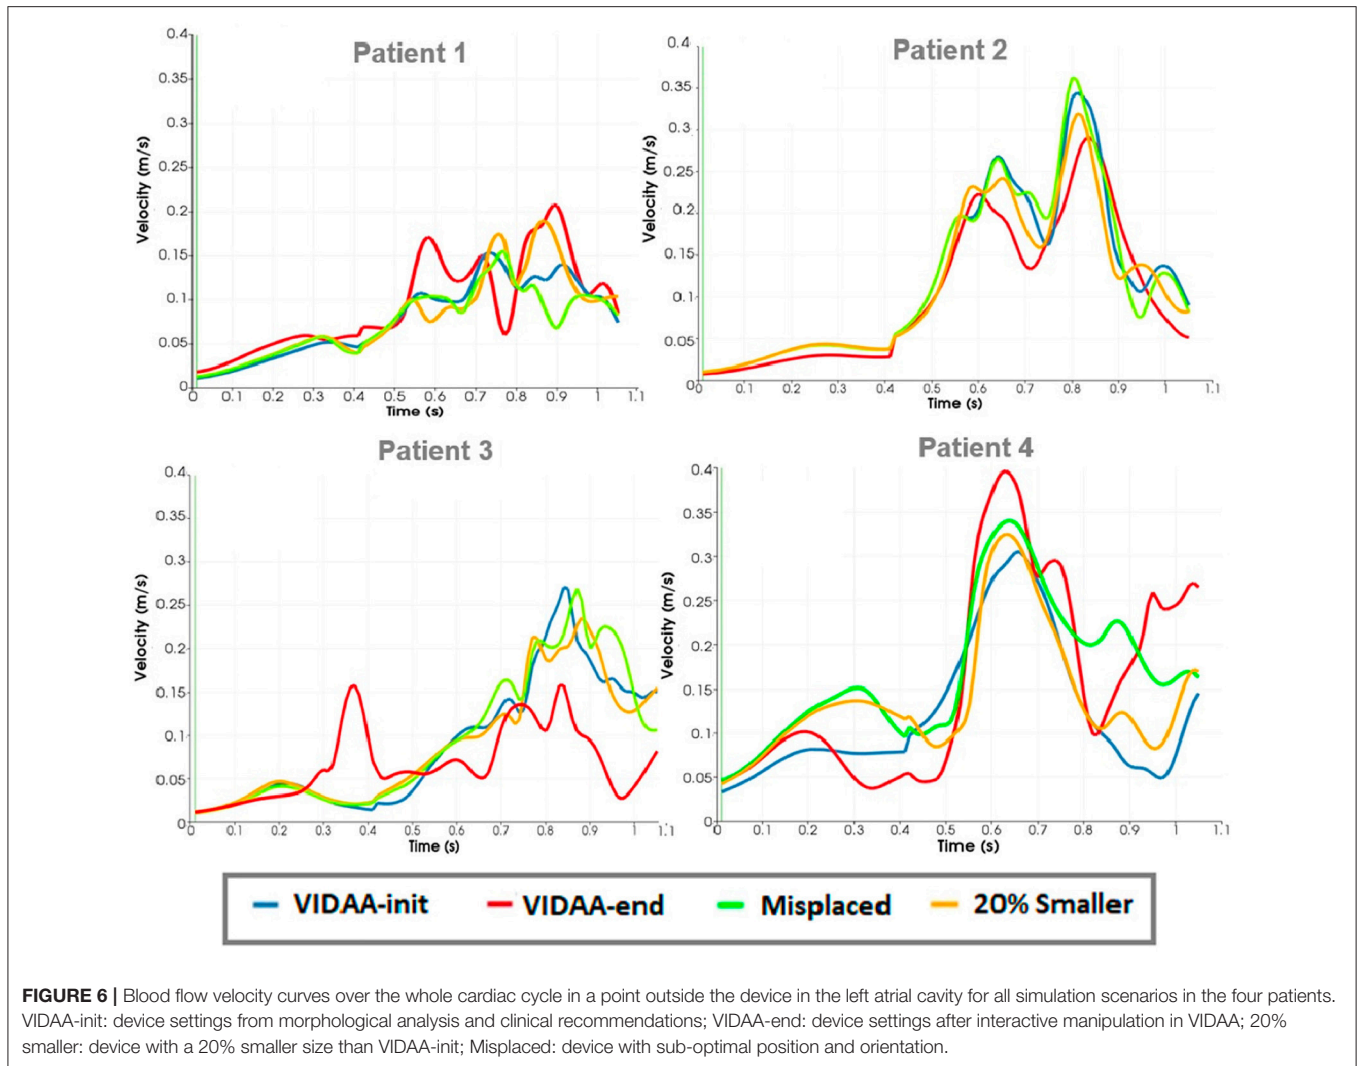 Patient 1
0.4
0.35
0.3
0.25
0.2
0.15
0.1
0.05
0
Velocity (m/s)
0 0.1 0.2 0.3 0.4 0.5 0.6 0.7 0.8 0.9 1 1.1
Time (s)
Patient 2
0.4
0.35
0.3
0.25
0.2
0.15
0.1
0.05
0
Velocity (m/s)
0 0.1 0.2 0.3 0.4 0.5 0.6 0.7 0.8 0.9 1 1.1
Time (s)
Patient 3
0.4
0.35
0.3
0.25
0.2
0.15
0.1
0.05
0
Velocity (m/s)
0 0.1 0.2 0.3 0.4 0.5 0.6 0.7 0.8 0.9 1 1.1
Time (s)
Patient 4
0.4
0.35
0.3
0.25
0.2
0.15
0.1
0.05
0
Velocity (m/s)
0 0.1 0.2 0.3 0.4 0.5 0.6 0.7 0.8 0.9 1 1.1
Time (s)
VIDAA-init VIDAA-end Misplaced 20% Smaller
FIGURE 6 | Blood flow velocity curves over the whole cardiac cycle in a point outside the device in the left atrial cavity for all simulation scenarios in the four patients.
VIDAA-init: device settings from morphological analysis and clinical recommendations; VIDAA-end: device settings after interactive manipulation in VIDAA; 20%
smaller: device with a 20% smaller size than VIDAA-init; Misplaced: device with sub-optimal position and orientation.